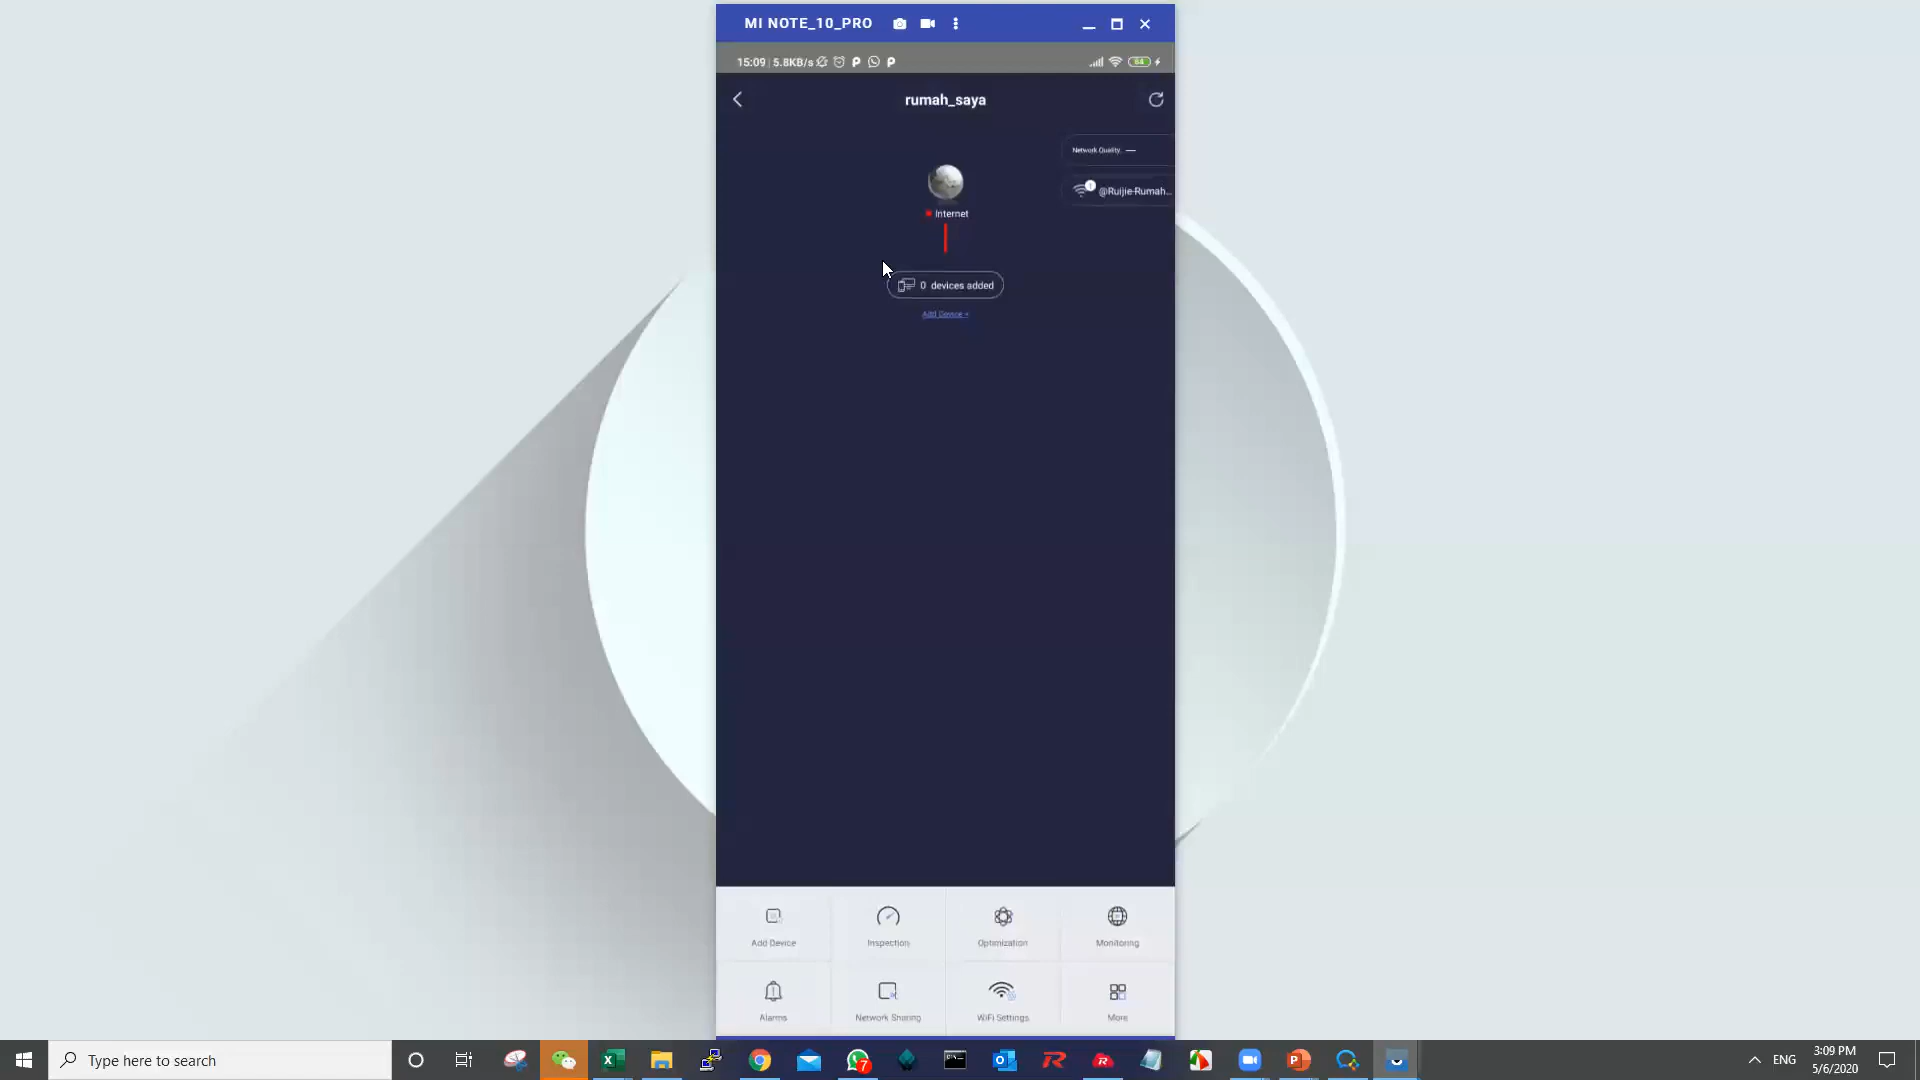 MI NOTE_10_PRO
15:09 5.8KB/s
64
rumah_saya
Network Quality: —
@Ruijie-Rumah...
Internet
0 devices added
Add Device +
Add Device
Inspection
Optimization
Monitoring
Alarms
Network Sharing
WiFi Settings
More
Type here to search
7
ENG
3:09 PM
5/6/2020